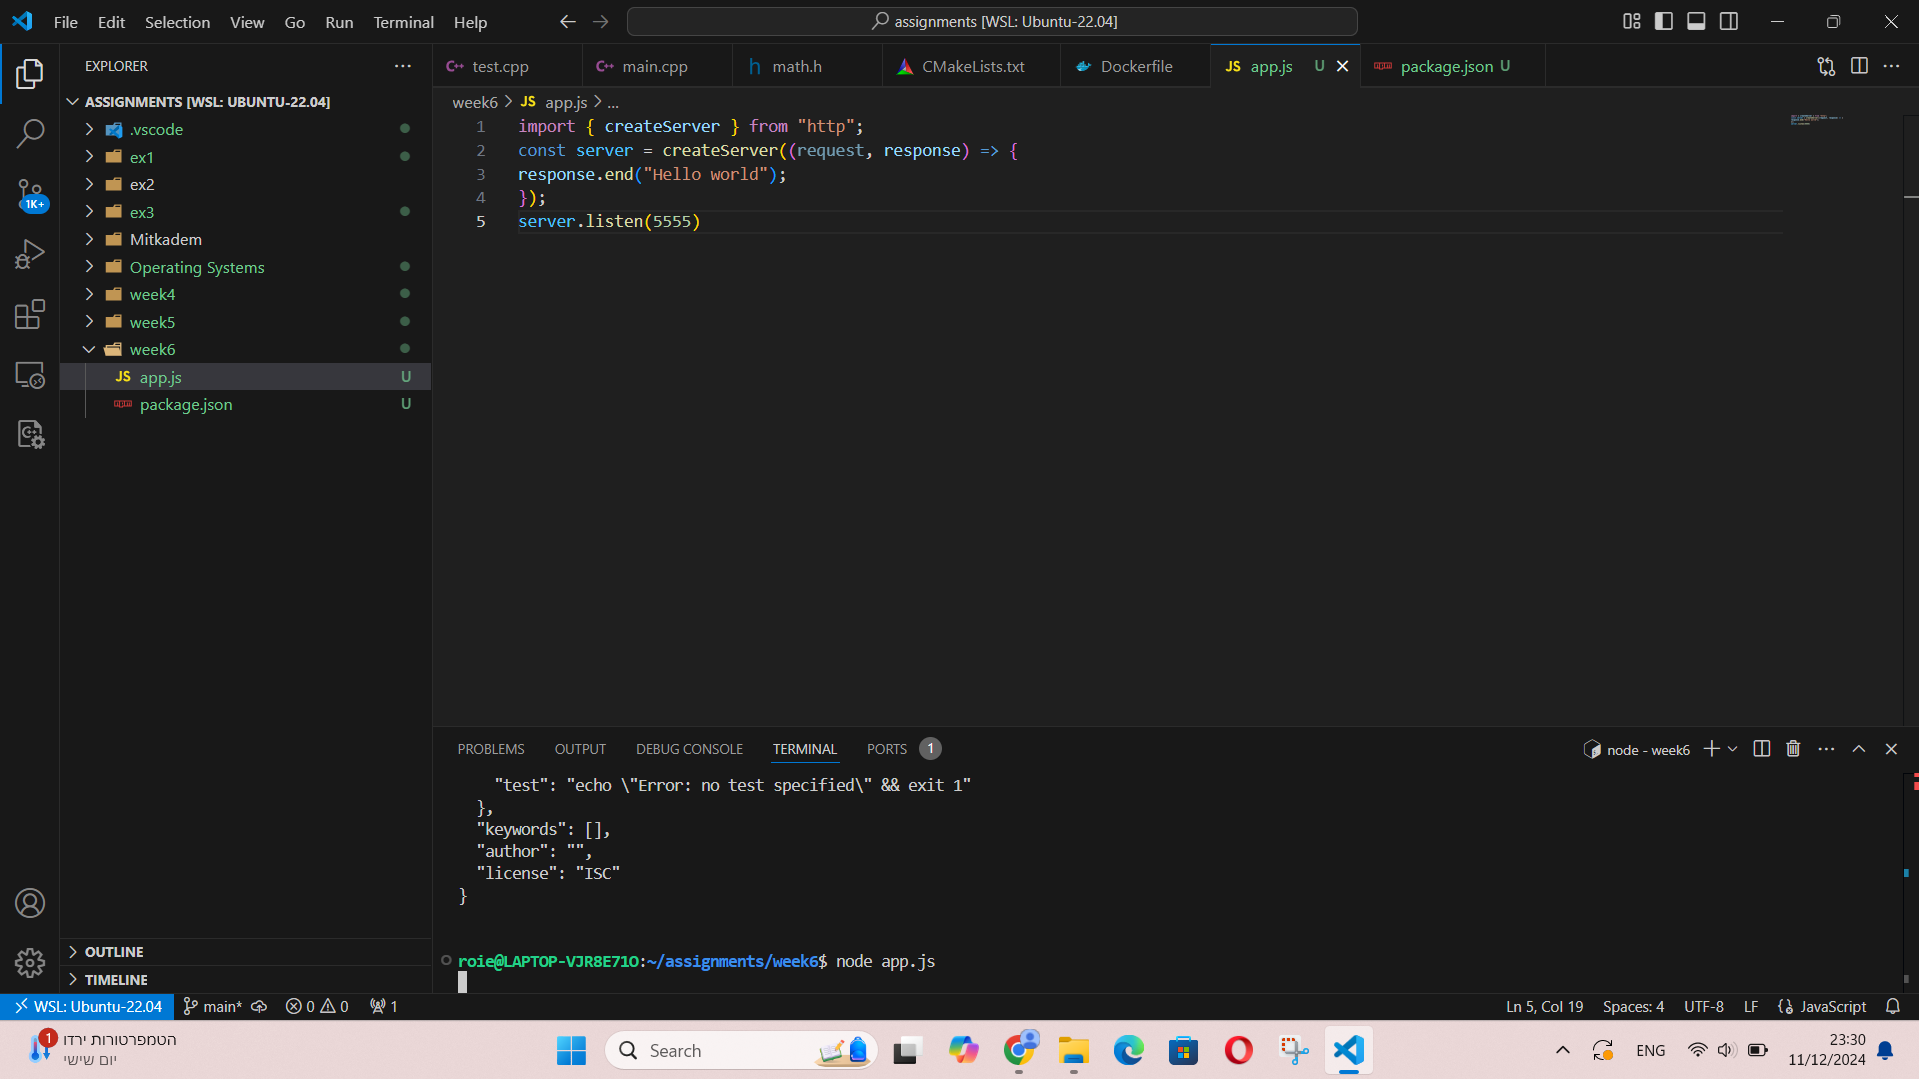 File Edit Selection View Go Run Terminal Help
assignments [WSL: Ubuntu-22.04]
EXPLORER
ASSIGNMENTS [WSL: UBUNTU-22.04]
.vscode
ex1
ex2
ex3
Mitkadem
Operating Systems
week4
week5
week6
JS app.js U
package.json U
OUTLINE
TIMELINE
1K+
test.cpp
main.cpp
h math.h
CMakeLists.txt
Dockerfile
JS app.js U
package.json U
week6 > JS app.js > ...
1 import { createServer } from "http";
2 const server = createServer((request, response) => {
3 response.end("Hello world");
4 });
5 server.listen(5555)
PROBLEMS OUTPUT DEBUG CONSOLE TERMINAL PORTS 1
node - week6
"test": "echo \"Error: no test specified\" && exit 1"
},
"keywords": [],
"author": "",
"license": "ISC"
}
roie@LAPTOP-VJR8E71O:~/assignments/week6$ node app.js
WSL: Ubuntu-22.04 main* 0 0 1
Ln 5, Col 19 Spaces: 4 UTF-8 LF JavaScript
1
הטמפרטורות ירדו
יום שישי
Search
ENG
23:30
11/12/2024